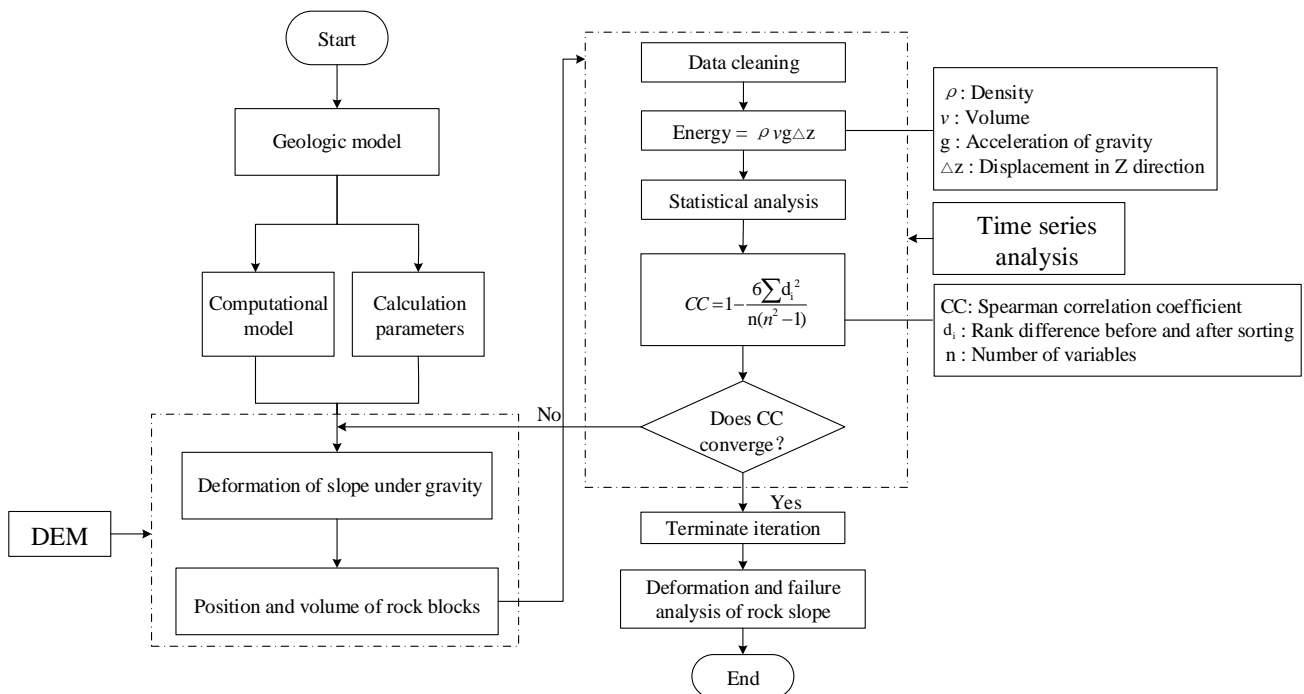 Start
Geologic model
Computational
model
Calculation
parameters
Deformation of slope under gravity
Position and volume of rock blocks
DEM
Data cleaning
Energy = ρvg△z
ρ : Density
v : Volume
g : Acceleration of gravity
△z : Displacement in Z direction
Statistical analysis
Time series
analysis
CC = 1 − 6∑dᵢ² / n(n² − 1)
CC: Spearman correlation coefficient
dᵢ : Rank difference before and after sorting
n : Number of variables
Does CC
converge?
No
Yes
Terminate iteration
Deformation and failure
analysis of rock slope
End